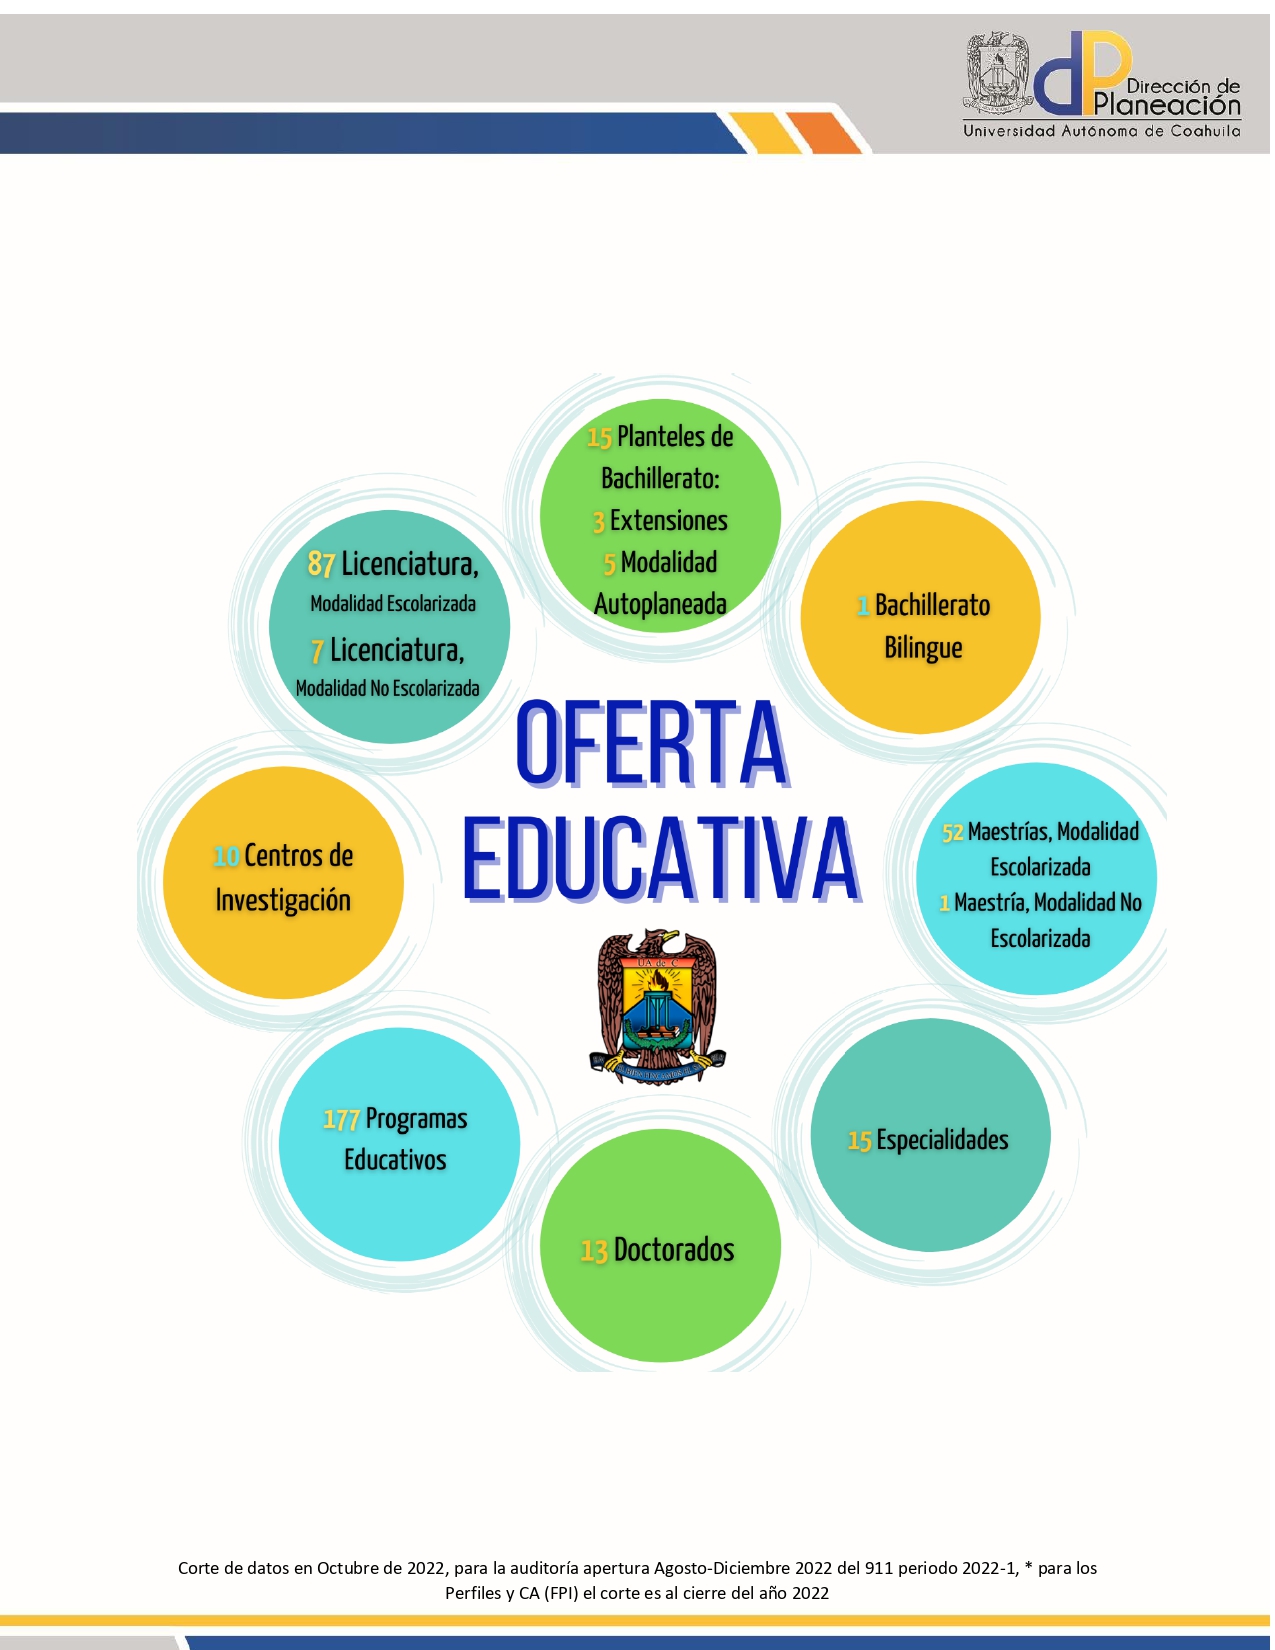 Dirección de
Planeación
Universidad Autónoma de Coahuila
15 Planteles de
Bachillerato:
3 Extensiones
5 Modalidad
Autoplaneada
87 Licenciatura,
Modalidad Escolarizada
7 Licenciatura,
Modalidad No Escolarizada
1 Bachillerato
Bilingue
OFERTA
EDUCATIVA
52 Maestrías, Modalidad
Escolarizada
1 Maestría, Modalidad No
Escolarizada
10 Centros de
Investigación
UA de C
177 Programas
Educativos
15 Especialidades
13 Doctorados
Corte de datos en Octubre de 2022, para la auditoría apertura Agosto-Diciembre 2022 del 911 periodo 2022-1, * para los
Perfiles y CA (FPI) el corte es al cierre del año 2022